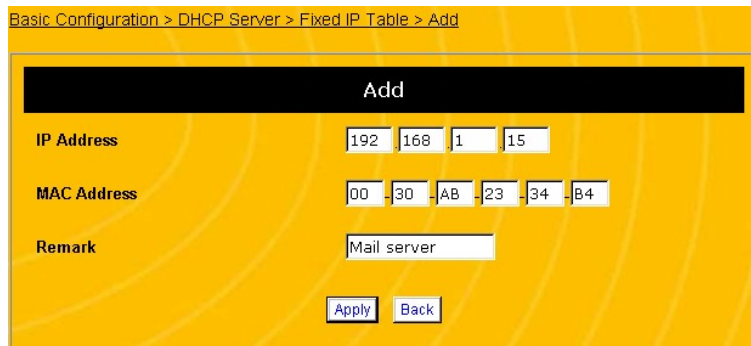 Basic Configuration > DHCP Server > Fixed IP Table > Add
Add
IP Address 192 . 168 . 1 . 15
MAC Address 00 - 30 - AB - 23 - 34 - B4
Remark Mail server
Apply Back